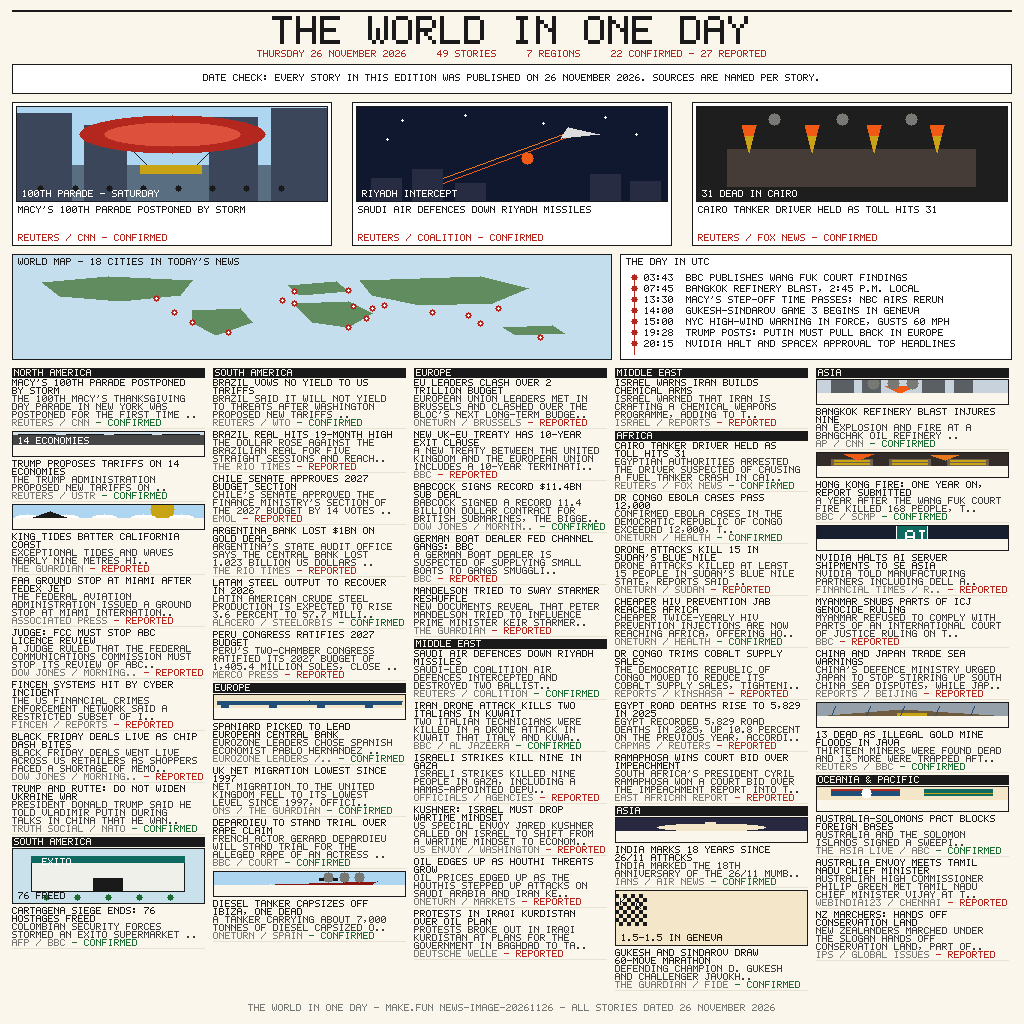 THE WORLD IN ONE DAY
THURSDAY 26 NOVEMBER 2026 49 STORIES 7 REGIONS 22 CONFIRMED - 27 REPORTED
DATE CHECK: EVERY STORY IN THIS EDITION WAS PUBLISHED ON 26 NOVEMBER 2026. SOURCES ARE NAMED PER STORY.
100TH PARADE - SATURDAY
MACY'S 100TH PARADE POSTPONED BY STORM
REUTERS / CNN - CONFIRMED
RIYADH INTERCEPT
SAUDI AIR DEFENCES DOWN RIYADH MISSILES
REUTERS / COALITION - CONFIRMED
31 DEAD IN CAIRO
CAIRO TANKER DRIVER HELD AS TOLL HITS 31
REUTERS / FOX NEWS - CONFIRMED
WORLD MAP - 18 CITIES IN TODAY'S NEWS
THE DAY IN UTC
03:43 BBC PUBLISHES WANG FUK COURT FINDINGS
07:45 BANGKOK REFINERY BLAST, 2:45 P.M. LOCAL
13:30 MACY'S STEP-OFF TIME PASSES; NBC AIRS RERUN
14:00 GUKESH-SINDAROV GAME 3 BEGINS IN GENEVA
15:00 NYC HIGH-WIND WARNING IN FORCE, GUSTS 60 MPH
19:28 TRUMP POSTS: PUTIN MUST PULL BACK IN EUROPE
20:15 NVIDIA HALT AND SPACEX APPROVAL TOP HEADLINES
NORTH AMERICA
MACY'S 100TH PARADE POSTPONED
BY STORM
THE 100TH MACY'S THANKSGIVING
DAY PARADE IN NEW YORK WAS
POSTPONED FOR THE FIRST TIME ..
REUTERS / CNN - CONFIRMED
14 ECONOMIES
TRUMP PROPOSES TARIFFS ON 14
ECONOMIES
THE TRUMP ADMINISTRATION
PROPOSED NEW TARIFFS ON ..
REUTERS / USTR - CONFIRMED
KING TIDES BATTER CALIFORNIA
COAST
EXCEPTIONAL TIDES AND WAVES
NEARLY NINE METRES HI..
THE GUARDIAN - REPORTED
FAA GROUND STOP AT MIAMI AFTER
FEDEX JET
THE FEDERAL AVIATION
ADMINISTRATION ISSUED A GROUND
STOP AT MIAMI INTERNATION..
ASSOCIATED PRESS - REPORTED
JUDGE: FCC MUST STOP ABC
LICENCE REVIEW
A JUDGE RULED THAT THE FEDERAL
COMMUNICATIONS COMMISSION MUST
STOP ITS REVIEW OF ABC..
DOW JONES / MORNING.. - REPORTED
FINCEN SYSTEMS HIT BY CYBER
INCIDENT
THE US FINANCIAL CRIMES
ENFORCEMENT NETWORK SAID A
RESTRICTED SUBSET OF I..
FINCEN / REPORTS - REPORTED
BLACK FRIDAY DEALS LIVE AS CHIP
DASH BITES
BLACK FRIDAY DEALS WENT LIVE
ACROSS US RETAILERS AS SHOPPERS
FACED A SHORTAGE OF MEMO..
DOW JONES / MORNING.. - REPORTED
TRUMP AND RUTTE: DO NOT WIDEN
UKRAINE WAR
PRESIDENT DONALD TRUMP SAID HE
TOLD VLADIMIR PUTIN DURING
TALKS IN CHINA THAT HE WAN..
TRUTH SOCIAL / NATO - CONFIRMED
SOUTH AMERICA
EXITO
76 FREED
CARTAGENA SIEGE ENDS: 76
HOSTAGES FREED
COLOMBIAN SECURITY FORCES
STORMED AN EXITO SUPERMARKET ..
AFP / BBC - CONFIRMED
SOUTH AMERICA
BRAZIL VOWS NO YIELD TO US
TARIFFS
BRAZIL SAID IT WILL NOT YIELD
TO THREATS AFTER WASHINGTON
PROPOSED NEW TARIFFS ..
REUTERS / WTO - CONFIRMED
BRAZIL REAL HITS 19-MONTH HIGH
THE DOLLAR ROSE AGAINST THE
BRAZILIAN REAL FOR FIVE
STRAIGHT SESSIONS AND REACH..
THE RIO TIMES - REPORTED
CHILE SENATE APPROVES 2027
BUDGET SECTION
CHILE'S SENATE APPROVED THE
FINANCE MINISTRY'S SECTION OF
THE 2027 BUDGET BY 14 VOTES ..
EMOL - REPORTED
ARGENTINA BANK LOST $1BN ON
GOLD DEALS
ARGENTINA'S STATE AUDIT OFFICE
SAYS THE CENTRAL BANK LOST
1.023 BILLION US DOLLARS ..
THE RIO TIMES - REPORTED
LATAM STEEL OUTPUT TO RECOVER
IN 2026
LATIN AMERICAN CRUDE STEEL
PRODUCTION IS EXPECTED TO RISE
3.6 PERCENT TO 57.7 MILLI..
ALACERO / STEELORBIS - CONFIRMED
PERU CONGRESS RATIFIES 2027
BUDGET
PERU'S TWO-CHAMBER CONGRESS
RATIFIED ITS 2027 BUDGET OF
1,405.4 MILLION SOLES, CLOSE ..
MERCO PRESS - REPORTED
EUROPE
SPANIARD PICKED TO LEAD
EUROPEAN CENTRAL BANK
EUROZONE LEADERS CHOSE SPANISH
ECONOMIST PABLO HERNANDEZ ..
EUROZONE LEADERS /.. - CONFIRMED
UK NET MIGRATION LOWEST SINCE
1997
NET MIGRATION TO THE UNITED
KINGDOM FELL TO ITS LOWEST
LEVEL SINCE 1997, OFFICI..
ONS / THE GUARDIAN - CONFIRMED
DEPARDIEU TO STAND TRIAL OVER
RAPE CLAIM
FRENCH ACTOR GERARD DEPARDIEU
WILL STAND TRIAL FOR THE
ALLEGED RAPE OF AN ACTRESS ..
BBC / COURT - CONFIRMED
DIESEL TANKER CAPSIZES OFF
IBIZA, ONE DEAD
A TANKER CARRYING ABOUT 7,000
TONNES OF DIESEL CAPSIZED O..
ONETURN / SPAIN - CONFIRMED
EUROPE
EU LEADERS CLASH OVER 2
TRILLION BUDGET
EUROPEAN UNION LEADERS MET IN
BRUSSELS AND CLASHED OVER THE
BLOC'S NEXT LONG-TERM BUDGE..
ONETURN / BRUSSELS - REPORTED
NEW UK-EU TREATY HAS 10-YEAR
EXIT CLAUSE
A NEW TREATY BETWEEN THE UNITED
KINGDOM AND THE EUROPEAN UNION
INCLUDES A 10-YEAR TERMINATI..
BBC - REPORTED
BABCOCK SIGNS RECORD $11.4BN
SUB DEAL
BABCOCK SIGNED A RECORD 11.4
BILLION DOLLAR CONTRACT FOR
BRITISH SUBMARINES, THE BIGGE..
DOW JONES / MORNIN.. - CONFIRMED
GERMAN BOAT DEALER FED CHANNEL
GANGS: BBC
A GERMAN BOAT DEALER IS
SUSPECTED OF SUPPLYING SMALL
BOATS TO GANGS SMUGGLI..
BBC - REPORTED
MANDELSON TRIED TO SWAY STARMER
RESHUFFLE
NEW DOCUMENTS REVEAL THAT PETER
MANDELSON TRIED TO INFLUENCE
PRIME MINISTER KEIR STARMER..
THE GUARDIAN - REPORTED
MIDDLE EAST
SAUDI AIR DEFENCES DOWN RIYADH
MISSILES
SAUDI-LED COALITION AIR
DEFENCES INTERCEPTED AND
DESTROYED TWO BALLIST..
REUTERS / COALITION - CONFIRMED
IRAN DRONE ATTACK KILLS TWO
ITALIANS IN KUWAIT
TWO ITALIAN TECHNICIANS WERE
KILLED IN A DRONE ATTACK IN
KUWAIT THAT ITALY AND KUWA..
BBC / AL JAZEERA - CONFIRMED
ISRAELI STRIKES KILL NINE IN
GAZA
ISRAELI STRIKES KILLED NINE
PEOPLE IN GAZA, INCLUDING A
HAMAS-APPOINTED DEPU..
OFFICIALS / AGENCIES - REPORTED
KUSHNER: ISRAEL MUST DROP
WARTIME MINDSET
US SPECIAL ENVOY JARED KUSHNER
CALLED ON ISRAEL TO SHIFT FROM
A WARTIME MINDSET TO ECONOM..
US ENVOY / WASHINGTON - REPORTED
OIL EDGES UP AS HOUTHI THREATS
GROW
OIL PRICES EDGED UP AS THE
HOUTHIS STEPPED UP ATTACKS ON
SAUDI ARABIA AND IRAN KE..
ONETURN / MARKETS - REPORTED
PROTESTS IN IRAQI KURDISTAN
OVER OIL PLAN
PROTESTS BROKE OUT IN IRAQI
KURDISTAN AT PLANS FOR THE
GOVERNMENT IN BAGHDAD TO TA..
DEUTSCHE WELLE - REPORTED
MIDDLE EAST
ISRAEL WARNS IRAN BUILDS
CHEMICAL ARMS
ISRAEL WARNED THAT IRAN IS
CRAFTING A CHEMICAL WEAPONS
PROGRAMME, ADDING TO T..
ISRAEL / REPORTS - REPORTED
AFRICA
CAIRO TANKER DRIVER HELD AS
TOLL HITS 31
EGYPTIAN AUTHORITIES ARRESTED
THE DRIVER SUSPECTED OF CAUSING
A FUEL TANKER CRASH IN CAI..
REUTERS / FOX NEWS - CONFIRMED
DR CONGO EBOLA CASES PASS
12,000
CONFIRMED EBOLA CASES IN THE
DEMOCRATIC REPUBLIC OF CONGO
EXCEEDED 12,000, T..
ONETURN / HEALTH - CONFIRMED
DRONE ATTACKS KILL 15 IN
SUDAN'S BLUE NILE
DRONE ATTACKS KILLED AT LEAST
15 PEOPLE IN SUDAN'S BLUE NILE
STATE, REPORTS SAID ..
ONETURN / SUDAN - REPORTED
CHEAPER HIV PREVENTION JAB
REACHES AFRICA
CHEAPER TWICE-YEARLY HIV
PREVENTION INJECTIONS ARE NOW
REACHING AFRICA, OFFERING HO..
ONETURN / HEALTH - CONFIRMED
DR CONGO TRIMS COBALT SUPPLY
SALES
THE DEMOCRATIC REPUBLIC OF
CONGO MOVED TO REDUCE ITS
COBALT SUPPLY SALES, TIGHTENI..
REPORTS / KINSHASA - REPORTED
EGYPT ROAD DEATHS RISE TO 5,829
IN 2025
EGYPT RECORDED 5,829 ROAD
DEATHS IN 2025, UP 10.8 PERCENT
ON THE PREVIOUS YEAR, ACCORDI..
CAPMAS / REUTERS - REPORTED
RAMAPHOSA WINS COURT BID OVER
IMPEACHMENT
SOUTH AFRICA'S PRESIDENT CYRIL
RAMAPHOSA WON A COURT BID OVER
THE IMPEACHMENT REPORT INTO T..
EAST AFRICAN REPORT - REPORTED
ASIA
INDIA MARKS 18 YEARS SINCE
26/11 ATTACKS
INDIA MARKED THE 18TH
ANNIVERSARY OF THE 26/11 MUMB..
IANS / AIR NEWS - CONFIRMED
1.5-1.5 IN GENEVA
GUKESH AND SINDAROV DRAW
60-MOVE MARATHON
DEFENDING CHAMPION D. GUKESH
AND CHALLENGER JAVOKH..
THE GUARDIAN / FIDE - CONFIRMED
ASIA
BANGKOK REFINERY BLAST INJURES
NINE
AN EXPLOSION AND FIRE AT A
BANGCHAK OIL REFINERY ..
AP / CNN - CONFIRMED
HONG KONG FIRE: ONE YEAR ON,
REPORT SUBMITTED
A YEAR AFTER THE WANG FUK COURT
FIRE KILLED 168 PEOPLE, T..
BBC / SCMP - CONFIRMED
AI
NVIDIA HALTS AI SERVER
SHIPMENTS TO SE ASIA
NVIDIA TOLD MANUFACTURING
PARTNERS INCLUDING DELL A..
FINANCIAL TIMES / R.. - REPORTED
MYANMAR SNUBS PARTS OF ICJ
GENOCIDE RULING
MYANMAR REFUSED TO COMPLY WITH
PARTS OF AN INTERNATIONAL COURT
OF JUSTICE RULING ON T..
BBC - REPORTED
CHINA AND JAPAN TRADE SEA
WARNINGS
CHINA'S DEFENCE MINISTRY URGED
JAPAN TO STOP STIRRING UP SOUTH
CHINA SEA DISPUTES, WHILE JAP..
REPORTS / BEIJING - REPORTED
13 DEAD AS ILLEGAL GOLD MINE
FLOODS IN JAVA
THIRTEEN MINERS WERE FOUND DEAD
AND 13 MORE WERE TRAPPED AFT..
REUTERS / BBC - CONFIRMED
OCEANIA & PACIFIC
AUSTRALIA-SOLOMONS PACT BLOCKS
FOREIGN BASES
AUSTRALIA AND THE SOLOMON
ISLANDS SIGNED A SWEEPI..
THE ASIA LIVE / ABC - CONFIRMED
AUSTRALIA ENVOY MEETS TAMIL
NADU CHIEF MINISTER
AUSTRALIAN HIGH COMMISSIONER
PHILIP GREEN MET TAMIL NADU
CHIEF MINISTER VIJAY AT T..
WEBINDIA123 / CHENNAI - REPORTED
NZ MARCHERS: HANDS OFF
CONSERVATION LAND
NEW ZEALANDERS MARCHED UNDER
THE SLOGAN HANDS OFF
CONSERVATION LAND, PART OF..
IPS / GLOBAL ISSUES - REPORTED
THE WORLD IN ONE DAY - MAKE.FUN NEWS-IMAGE-20261126 - ALL STORIES DATED 26 NOVEMBER 2026